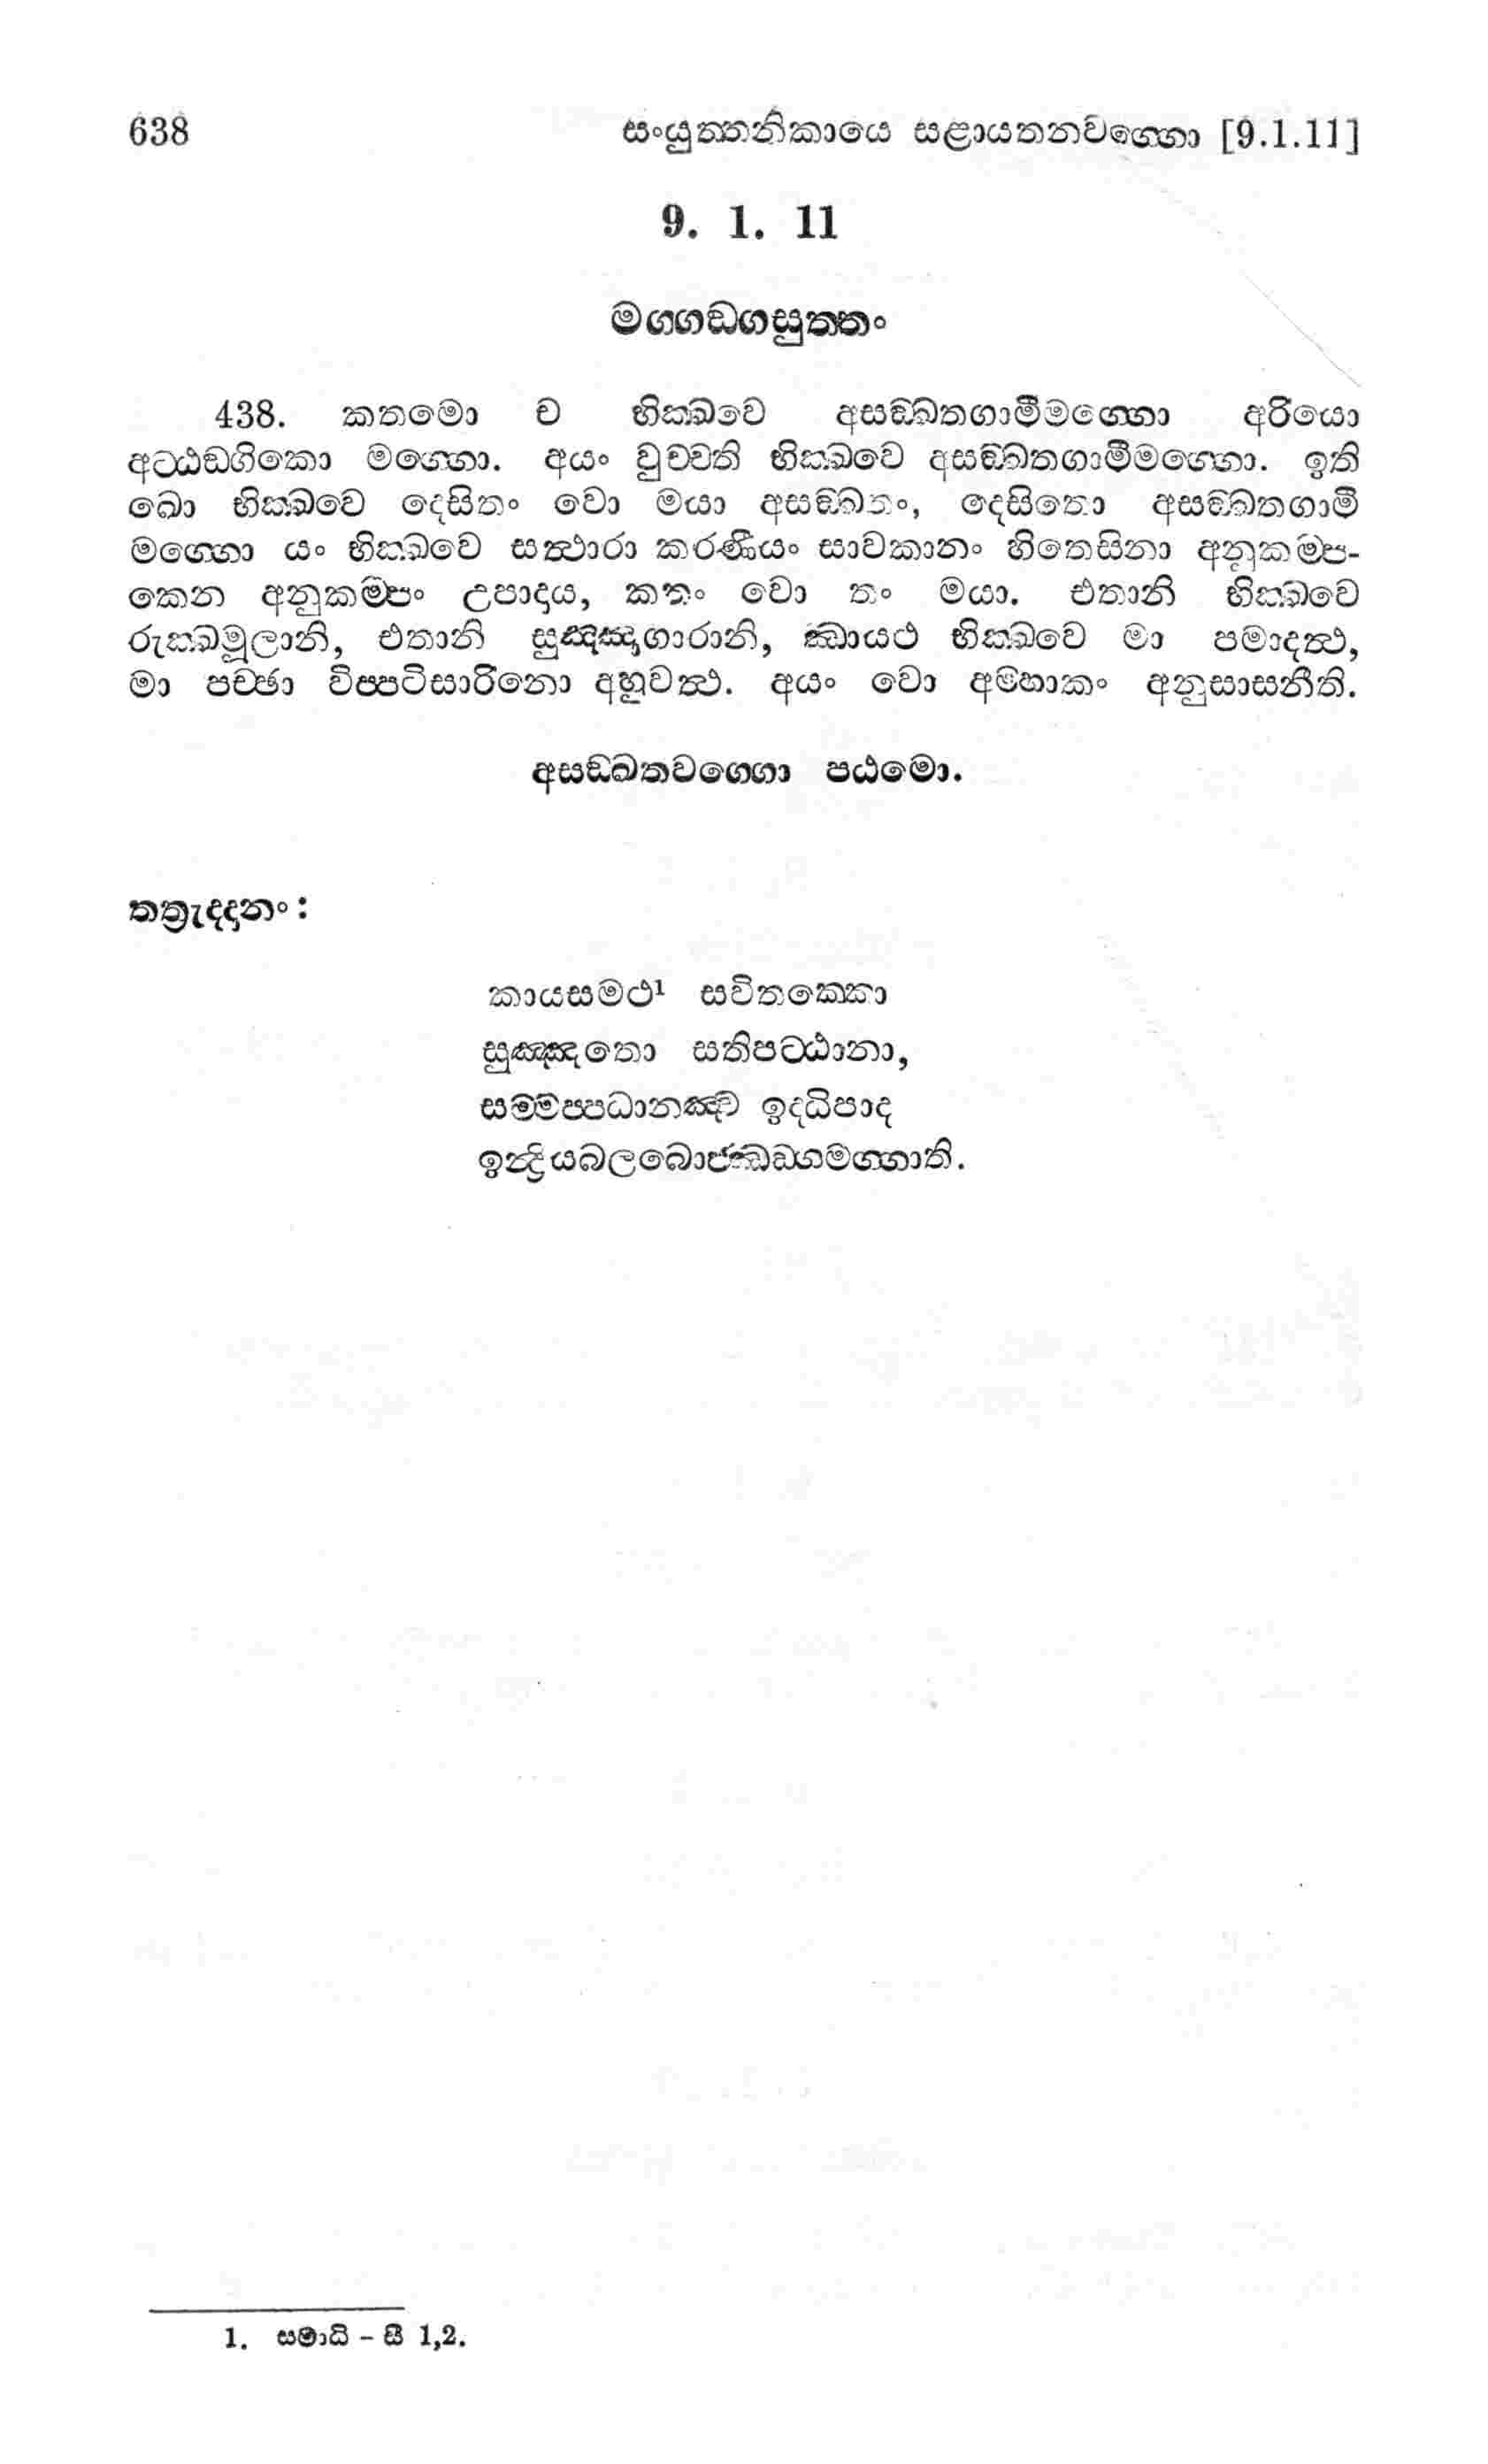 638 සංයුත්තනිකායෙ සළායතනවග්ගො [9.1.11]
9. 1. 11
මග්ගඞ්ගසුත්තං
438. කතමො ච භික්ඛවෙ අසඞ්ඛතගාමීමග්ගො අරියො
අට්ඨඞ්ගිකො මග්ගො. අයං වුච්චති භික්ඛවෙ අසඞ්ඛතගාමීමග්ගො. ඉති
ඛො භික්ඛවෙ දෙසිතං වො මයා අසඞ්ඛතං, දෙසිතො අසඞ්ඛතගාමී
මග්ගො යං භික්ඛවෙ සත්ථාරා කරණීයං සාවකානං හිතෙසිනා අනුකම්ප-
කෙන අනුකම්පං උපාදාය, කතං වො තං මයා. එතානි භික්ඛවෙ
රුක්ඛමූලානි, එතානි සුඤ්ඤාගාරානි, ඣායථ භික්ඛවෙ මා පමාදත්ථ,
මා පච්ඡා විප්පටිසාරිනො අහුවත්ථ. අයං වො අම්හාකං අනුසාසනීති.
අසඞ්ඛතවග්ගො පඨමො.
තත්‍රැද්දානං:
කායසමථ¹ සවිතක්කො
සුඤ්ඤතො සතිපට්ඨානා,
සම්මප්පධානඤ්ච ඉද්ධිපාද
ඉන්ද්‍රියබලබොජ්ඣඞ්ගමග්ගාති.
1. සමාධි - සී 1,2.